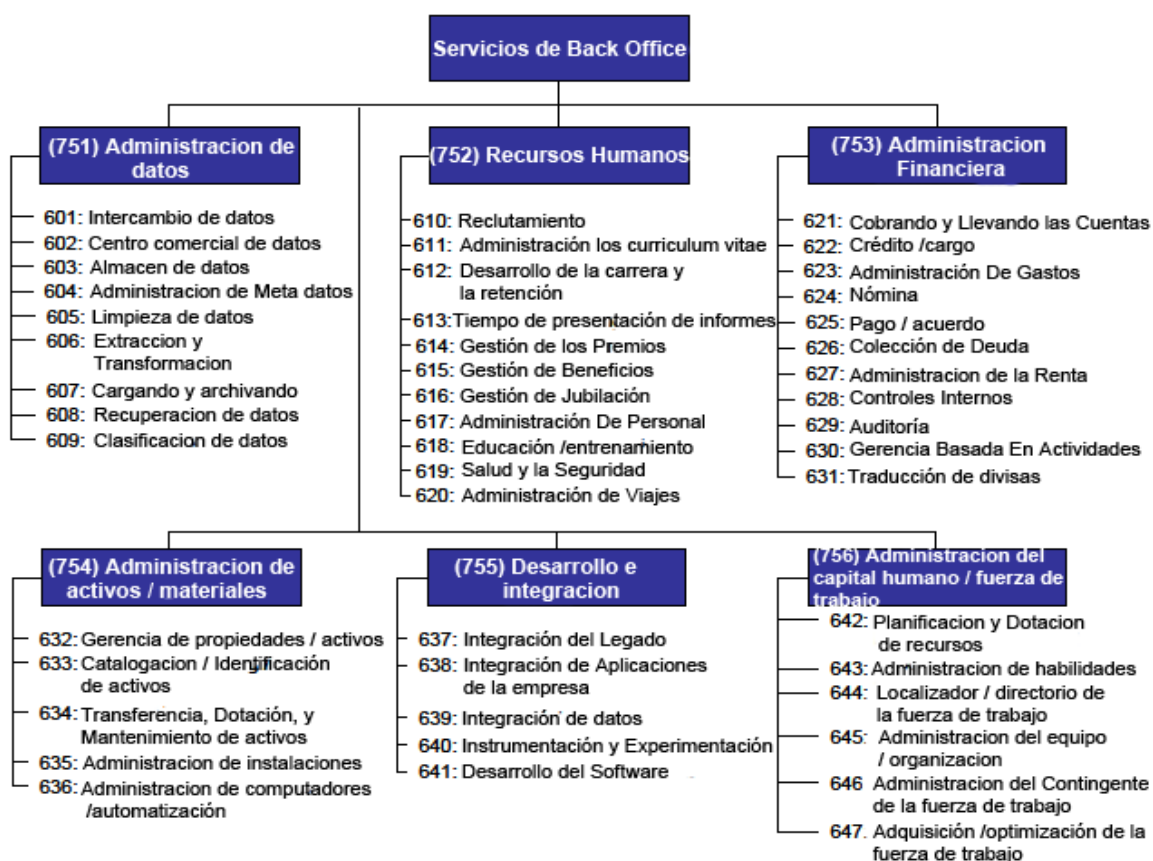 Servicios de Back Office
(751) Administracion de
datos
601: Intercambio de datos
602: Centro comercial de datos
603: Almacen de datos
604: Administracion de Meta datos
605: Limpieza de datos
606: Extraccion y
Transformacion
607: Cargando y archivando
608: Recuperacion de datos
609: Clasificacion de datos
(752) Recursos Humanos
610: Reclutamiento
611: Administración los curriculum vitae
612: Desarrollo de la carrera y
la retención
613: Tiempo de presentación de informes
614: Gestión de los Premios
615: Gestión de Beneficios
616: Gestión de Jubilación
617: Administración De Personal
618: Educación /entrenamiento
619: Salud y la Seguridad
620: Administración de Viajes
(753) Administracion
Financiera
621: Cobrando y Llevando las Cuentas
622: Crédito /cargo
623: Administración De Gastos
624: Nómina
625: Pago / acuerdo
626: Colección de Deuda
627: Administracion de la Renta
628: Controles Internos
629: Auditoría
630: Gerencia Basada En Actividades
631: Traducción de divisas
(754) Administracion de
activos / materiales
632: Gerencia de propiedades / activos
633: Catalogacion / Identificación
de activos
634: Transferencia, Dotación, y
Mantenimiento de activos
635: Administracion de instalaciones
636: Administracion de computadores
/automatización
(755) Desarrollo e
integracion
637: Integración del Legado
638: Integración de Aplicaciones
de la empresa
639: Integración de datos
640: Instrumentación y Experimentación
641: Desarrollo del Software
(756) Administracion del
capital humano / fuerza de
trabajo
642: Planificacion y Dotacion
de recursos
643: Administracion de habilidades
644: Localizador / directorio de
la fuerza de trabajo
645: Administracion del equipo
/ organizacion
646 Administracion del Contingente
de la fuerza de trabajo
647. Adquisición /optimización de la
fuerza de trabajo